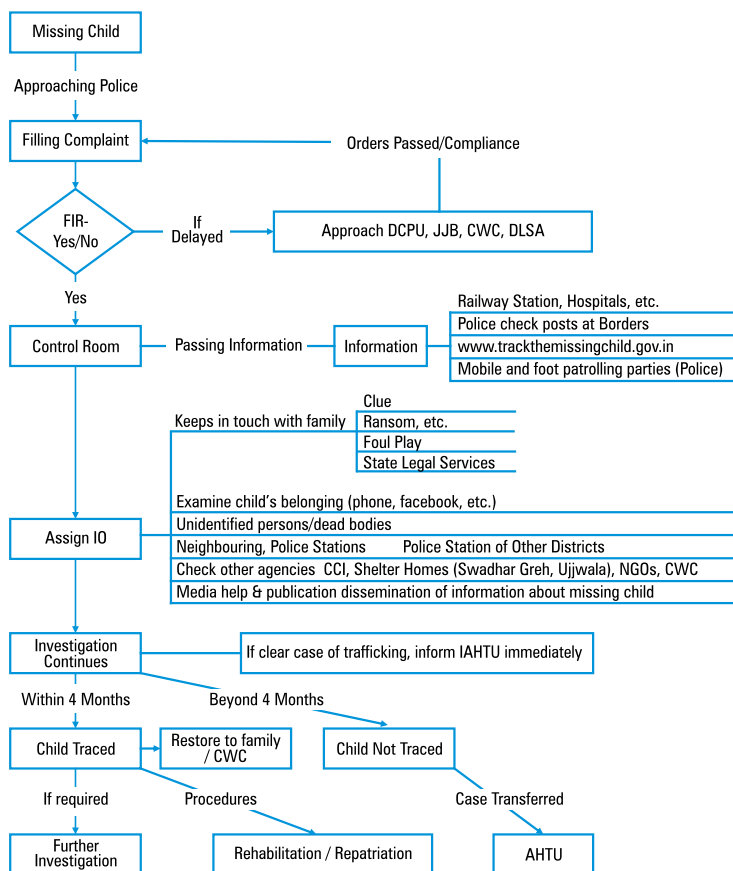 Missing Child
Approaching Police
Filling Complaint
Orders Passed/Compliance
FIR-
Yes/No
If
Delayed
Approach DCPU, JJB, CWC, DLSA
Yes
Control Room
Passing Information
Information
Railway Station, Hospitals, etc.
Police check posts at Borders
www.trackthemissingchild.gov.in
Mobile and foot patrolling parties (Police)
Keeps in touch with family
Clue
Ransom, etc.
Foul Play
State Legal Services
Assign IO
Examine child's belonging (phone, facebook, etc.)
Unidentified persons/dead bodies
Neighbouring, Police Stations Police Station of Other Districts
Check other agencies CCI, Shelter Homes (Swadhar Greh, Ujjwala), NGOs, CWC
Media help & publication dissemination of information about missing child
Investigation
Continues
If clear case of trafficking, inform IAHTU immediately
Within 4 Months
Beyond 4 Months
Child Traced
Restore to family
/ CWC
Child Not Traced
If required
Procedures
Case Transferred
Further
Investigation
Rehabilitation / Repatriation
AHTU